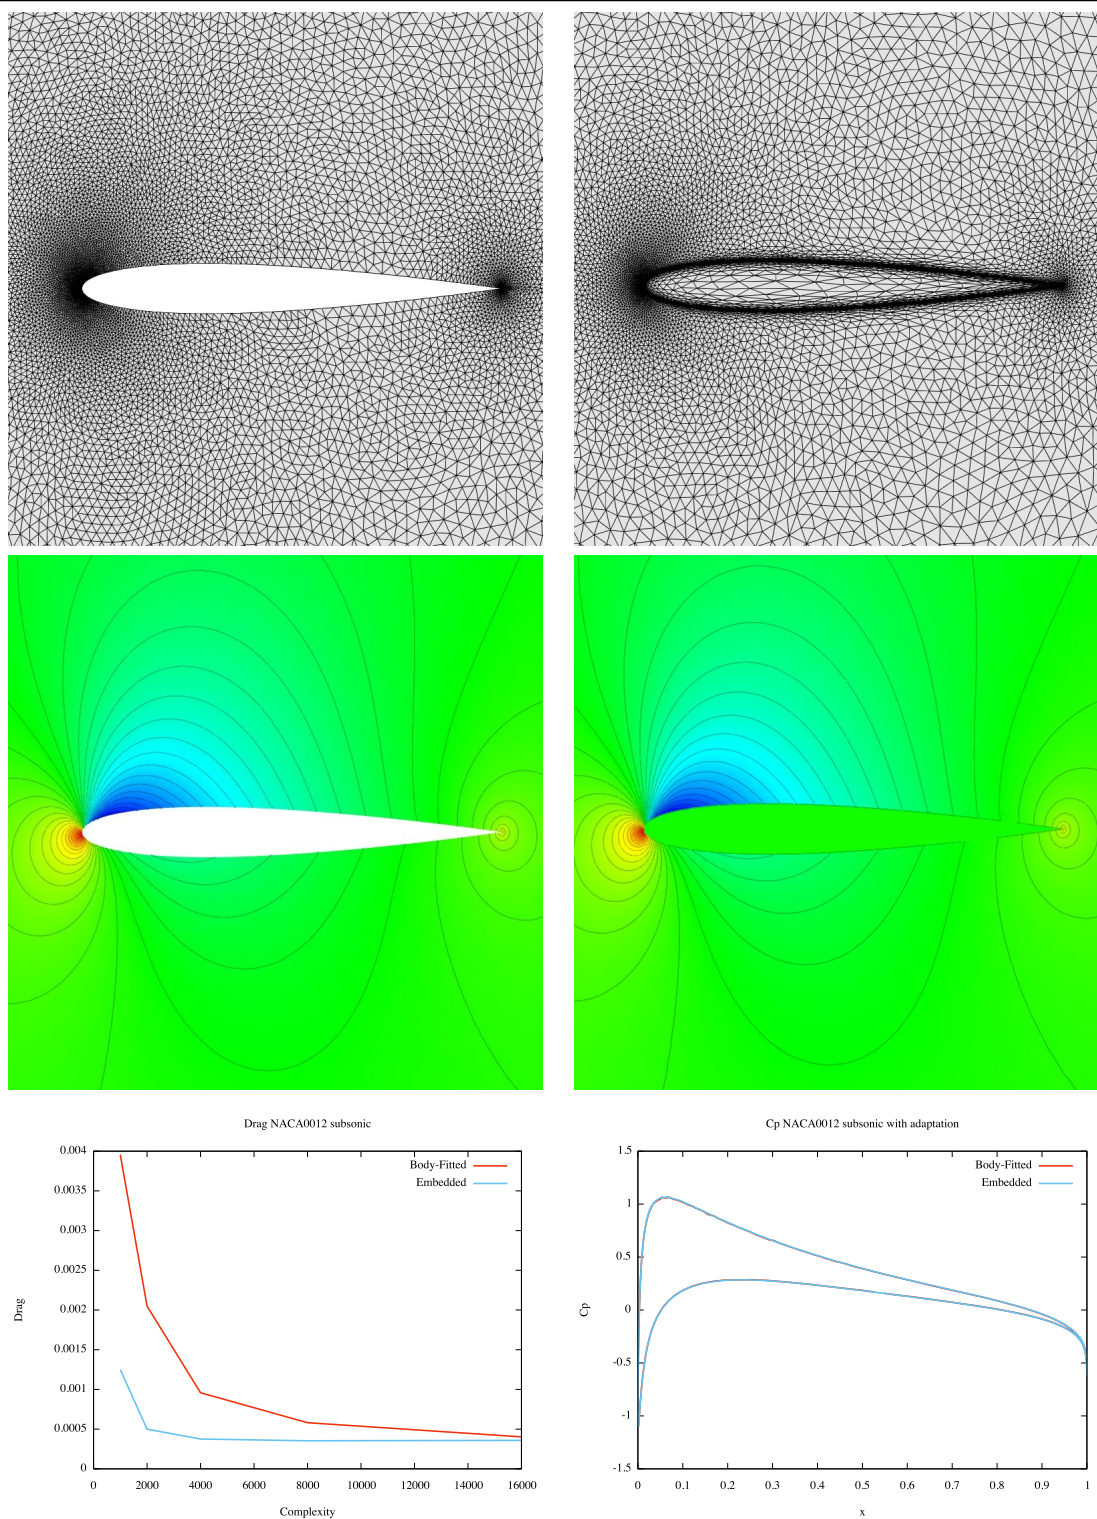 Drag NACA0012 subsonic
0.004
0.0035
0.003
0.0025
0.002
0.0015
0.001
0.0005
0
Body-Fitted
Embedded
Drag
0 2000 4000 6000 8000 10000 12000 14000 16000
Complexity
Cp NACA0012 subsonic with adaptation
1.5
1
0.5
0
-0.5
-1
-1.5
Body-Fitted
Embedded
Cp
0 0.1 0.2 0.3 0.4 0.5 0.6 0.7 0.8 0.9 1
x